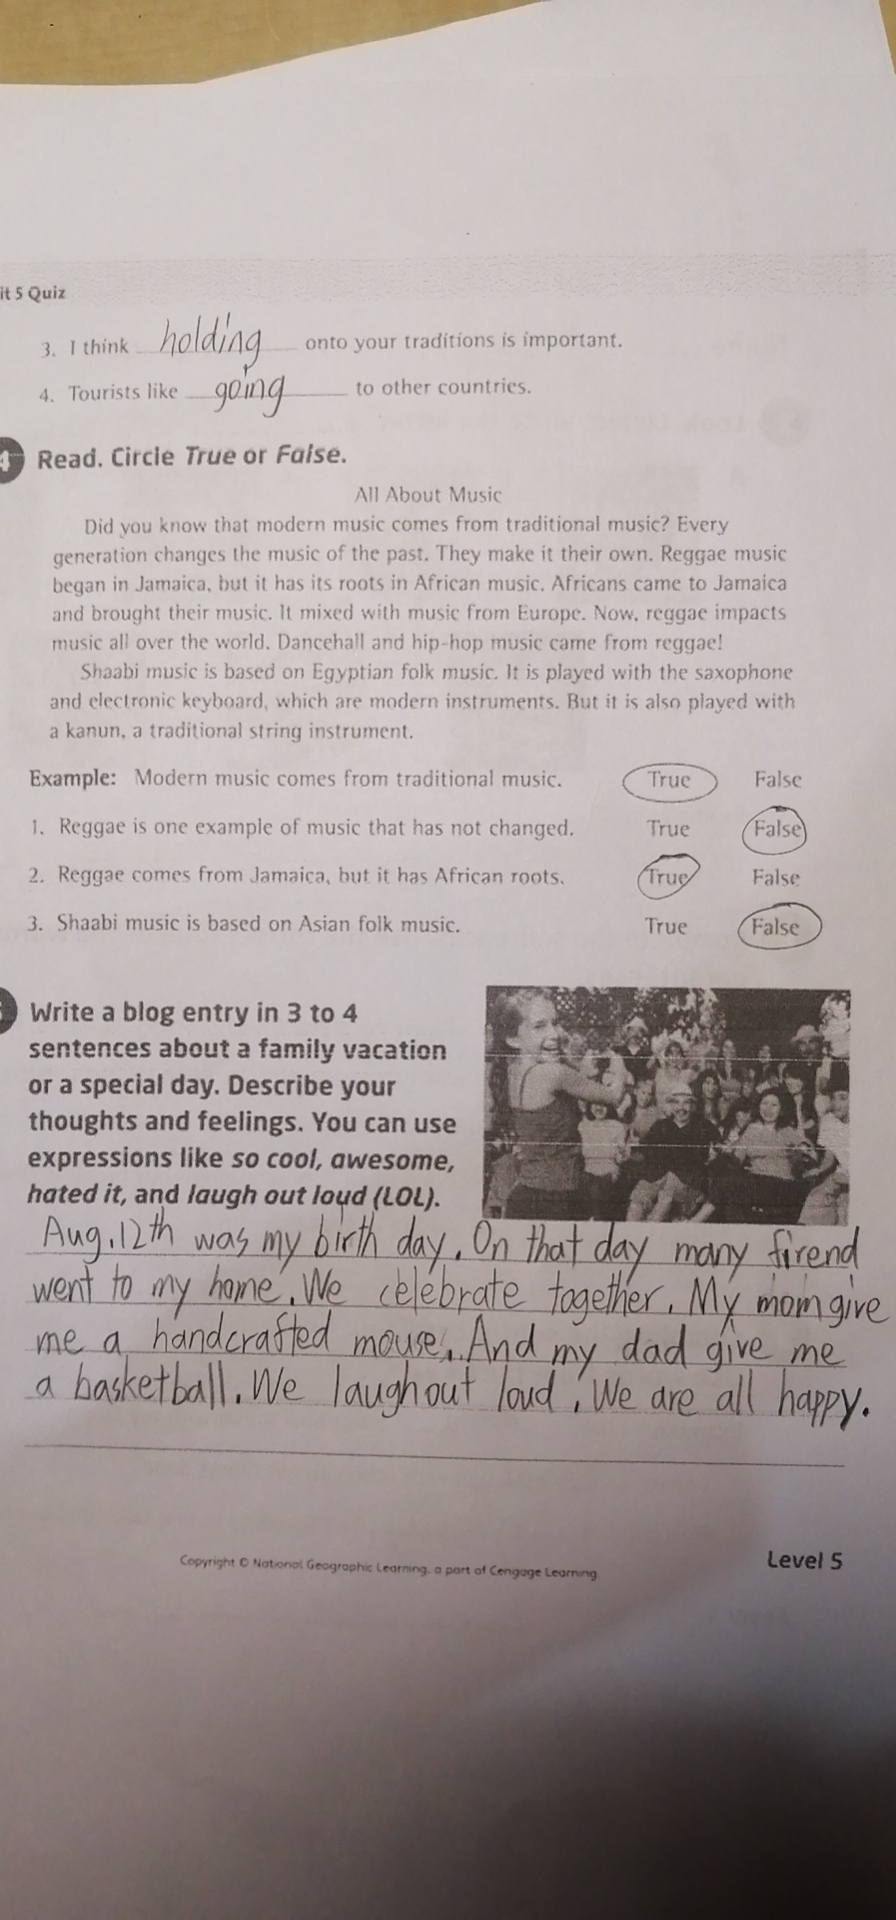 it 5 Quiz
3. I think holding onto your traditions is important.
4. Tourists like going to other countries.
4 Read. Circle True or False.
All About Music
Did you know that modern music comes from traditional music? Every
generation changes the music of the past. They make it their own. Reggae music
began in Jamaica, but it has its roots in African music. Africans came to Jamaica
and brought their music. It mixed with music from Europe. Now, reggae impacts
music all over the world. Dancehall and hip-hop music came from reggae!
Shaabi music is based on Egyptian folk music. It is played with the saxophone
and electronic keyboard, which are modern instruments. But it is also played with
a kanun, a traditional string instrument.
Example: Modern music comes from traditional music. True False
1. Reggae is one example of music that has not changed. True False
2. Reggae comes from Jamaica, but it has African roots. True False
3. Shaabi music is based on Asian folk music. True False
Write a blog entry in 3 to 4
sentences about a family vacation
or a special day. Describe your
thoughts and feelings. You can use
expressions like so cool, awesome,
hated it, and laugh out loud (LOL).
Aug.12th was my birth day. On that day many firend
went to my home. We celebrate together. My mom give
me a handcrafted mouse. And my dad give me
a basketball. We laugh out loud. We are all happy.
Copyright © National Geographic Learning, a part of Cengage Learning
Level 5